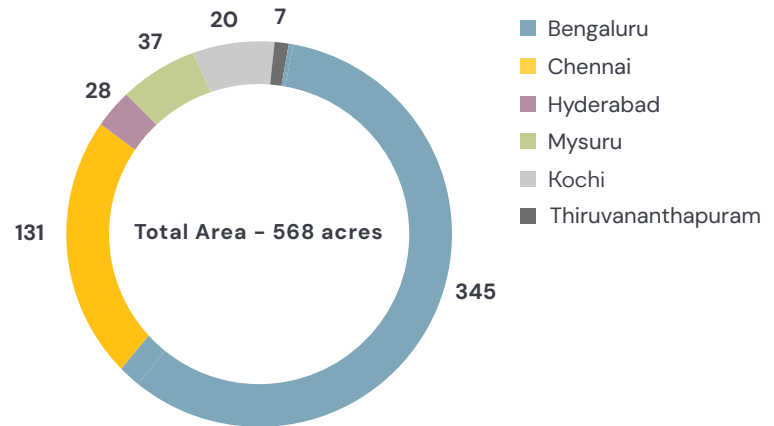 20
7
37
28
131
Total Area – 568 acres
345
Bengaluru
Chennai
Hyderabad
Mysuru
Kochi
Thiruvananthapuram